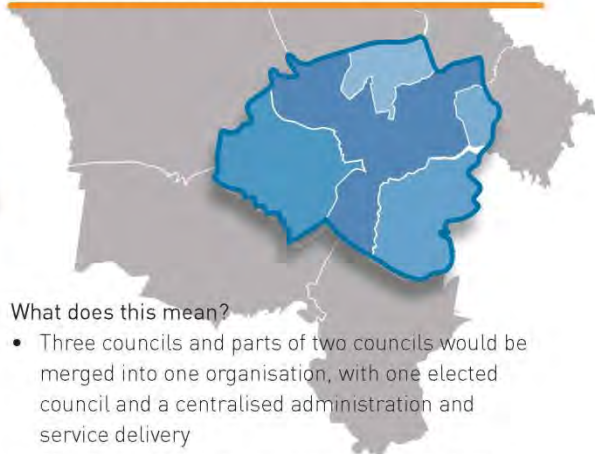 What does this mean?
• Three councils and parts of two councils would be
merged into one organisation, with one elected
council and a centralised administration and
service delivery